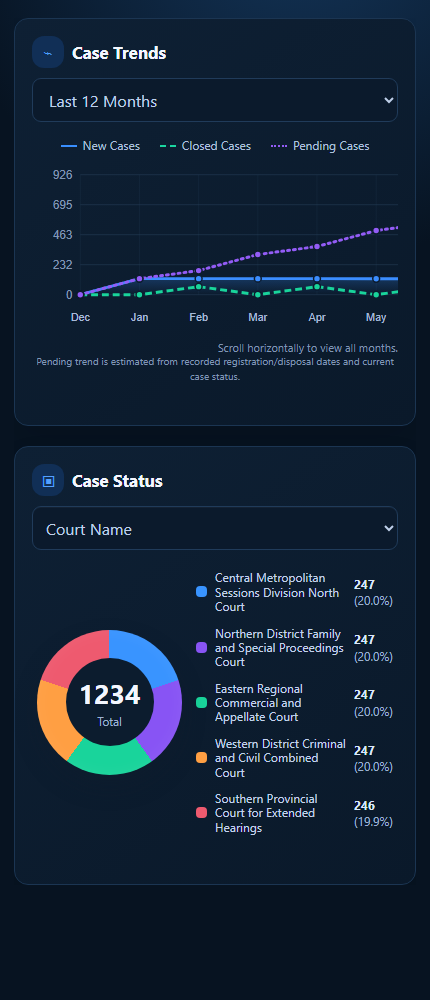 Case Trends
Last 12 Months
New Cases
Closed Cases
Pending Cases
926
695
463
232
0
Dec
Jan
Feb
Mar
Apr
May
Scroll horizontally to view all months.
Pending trend is estimated from recorded registration/disposal dates and current
case status.
Case Status
Court Name
1234
Total
Central Metropolitan
Sessions Division North
Court
247
(20.0%)
Northern District Family
and Special Proceedings
Court
247
(20.0%)
Eastern Regional
Commercial and
Appellate Court
247
(20.0%)
Western District Criminal
and Civil Combined
Court
247
(20.0%)
Southern Provincial
Court for Extended
Hearings
246
(19.9%)